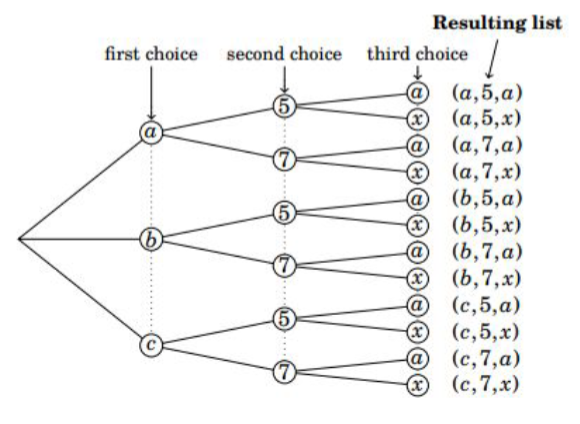 Resulting list
first choice second choice third choice
a (a,5,a)
5
x (a,5,x)
a
a (a,7,a)
7
x (a,7,x)
a (b,5,a)
5
x (b,5,x)
b
a (b,7,a)
7
x (b,7,x)
a (c,5,a)
5
x (c,5,x)
c
a (c,7,a)
7
x (c,7,x)